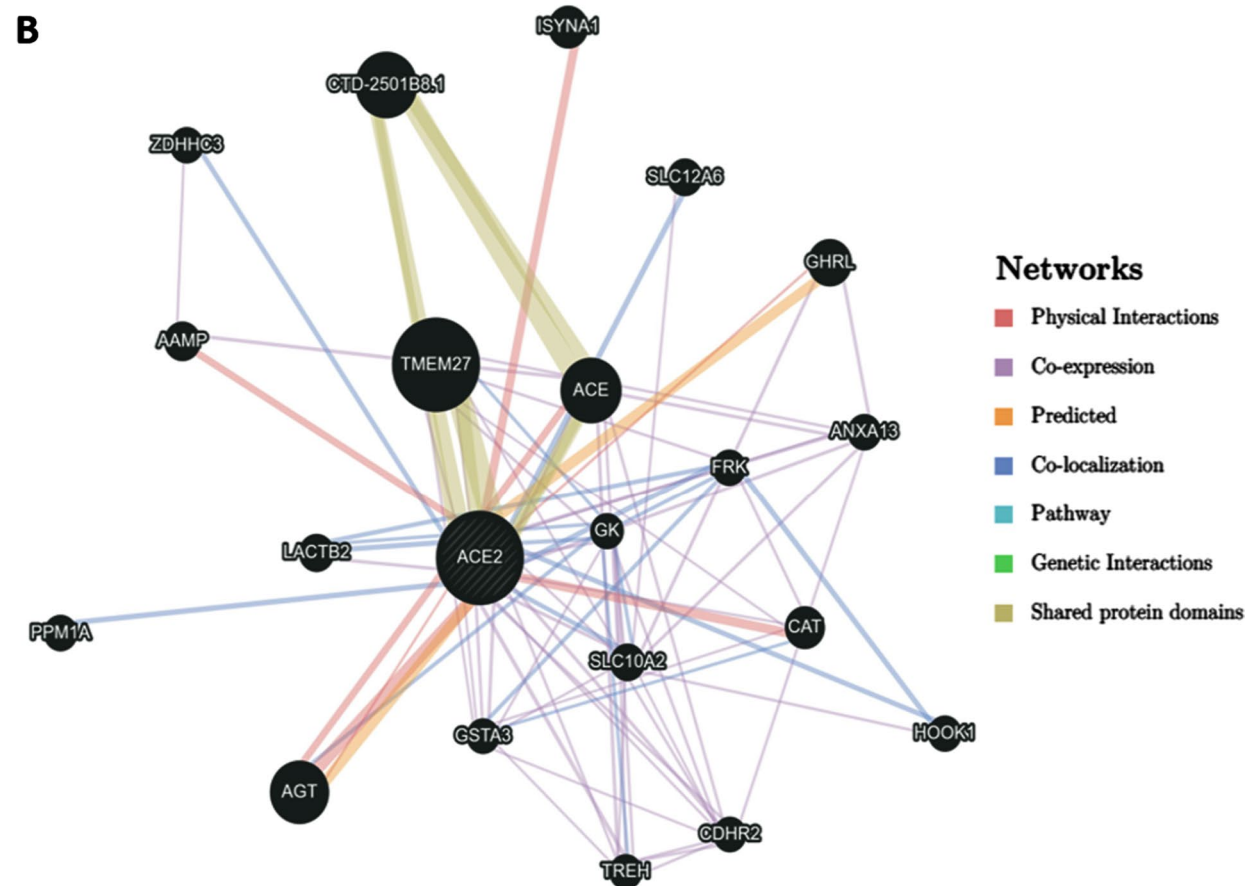 B
ISYNA1
CTD-2501B8.1
ZDHHC3
SLC12A6
GHRL
AAMP
TMEM27
ACE
ANXA13
FRK
GK
LACTB2
ACE2
PPM1A
CAT
SLC10A2
GSTA3
HOOK1
AGT
CDHR2
TREH
Networks
Physical Interactions
Co-expression
Predicted
Co-localization
Pathway
Genetic Interactions
Shared protein domains